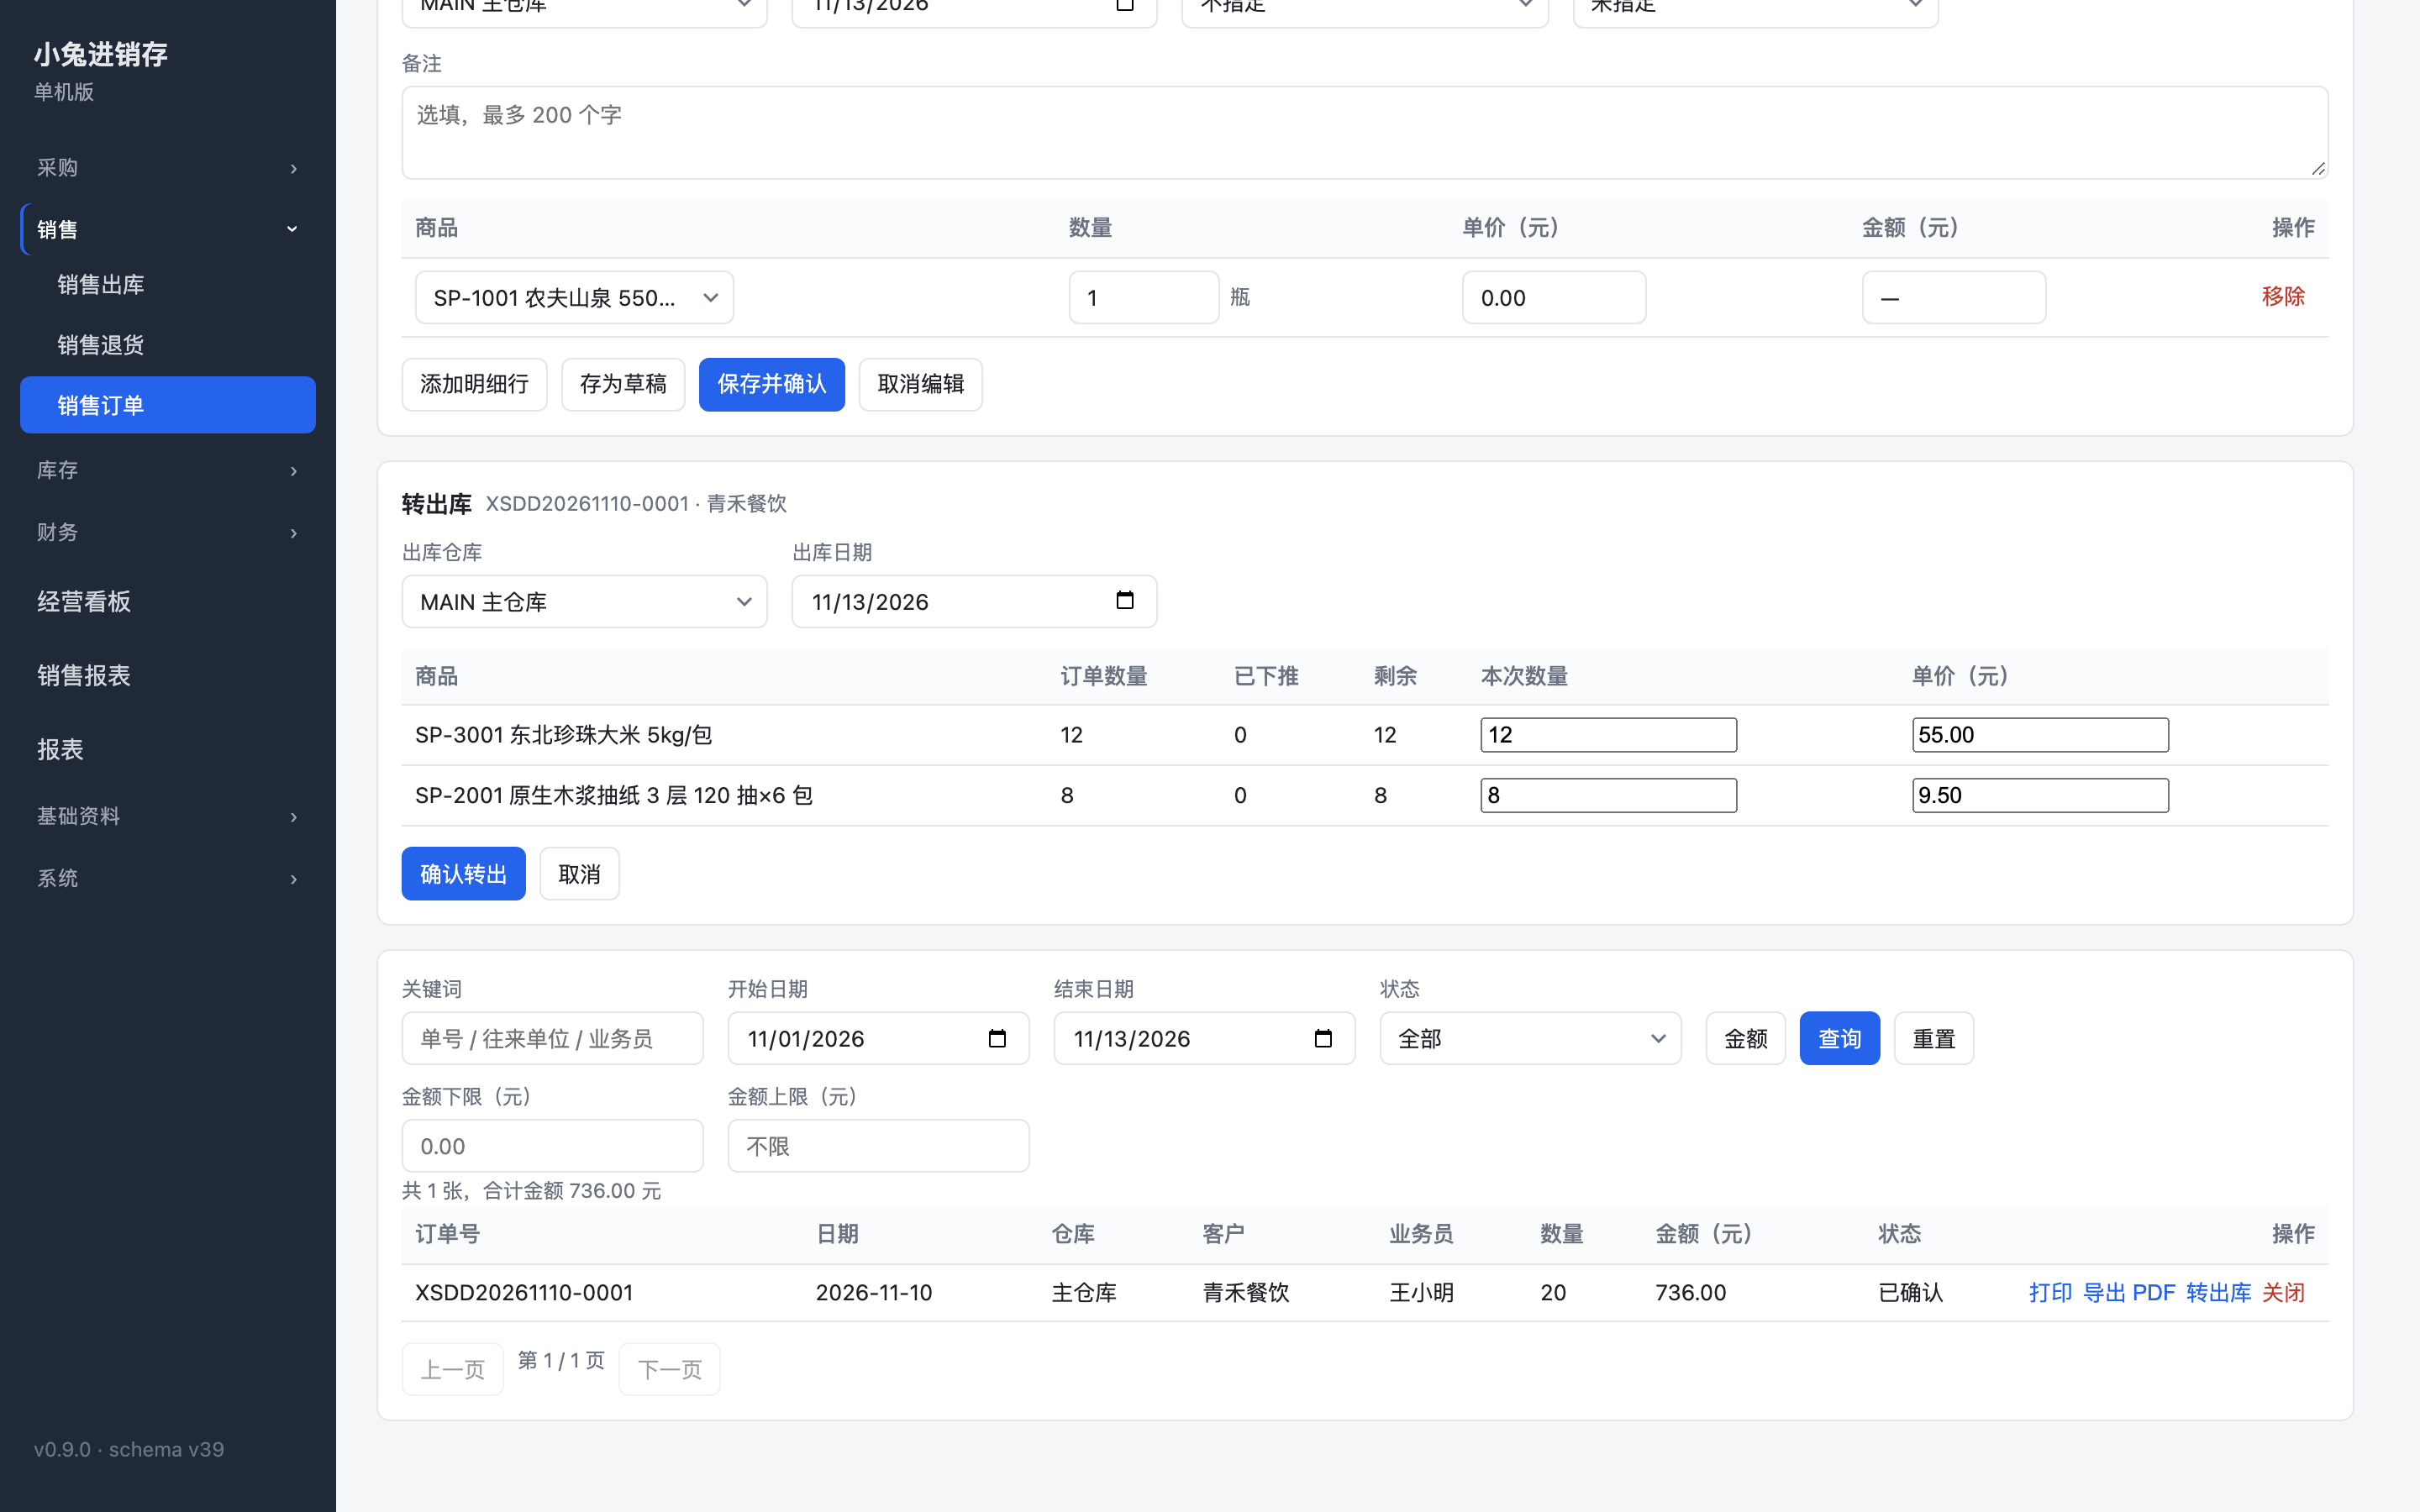 小兔进销存
单机版
采购
销售
销售出库
销售退货
销售订单
库存
财务
经营看板
销售报表
报表
基础资料
系统
v0.9.0 · schema v39
MAIN 主仓库 11/13/2026 不指定 未指定
备注
选填，最多 200 个字
商品 数量 单价（元） 金额（元） 操作
SP-1001 农夫山泉 550... 1 瓶 0.00 — 移除
添加明细行 存为草稿 保存并确认 取消编辑
转出库 XSDD20261110-0001 · 青禾餐饮
出库仓库 出库日期
MAIN 主仓库 11/13/2026
商品 订单数量 已下推 剩余 本次数量 单价（元）
SP-3001 东北珍珠大米 5kg/包 12 0 12 12 55.00
SP-2001 原生木浆抽纸 3 层 120 抽×6 包 8 0 8 8 9.50
确认转出 取消
关键词 开始日期 结束日期 状态
单号 / 往来单位 / 业务员 11/01/2026 11/13/2026 全部 金额 查询 重置
金额下限（元） 金额上限（元）
0.00 不限
共 1 张，合计金额 736.00 元
订单号 日期 仓库 客户 业务员 数量 金额（元） 状态 操作
XSDD20261110-0001 2026-11-10 主仓库 青禾餐饮 王小明 20 736.00 已确认 打印 导出 PDF 转出库 关闭
上一页 第 1 / 1 页 下一页